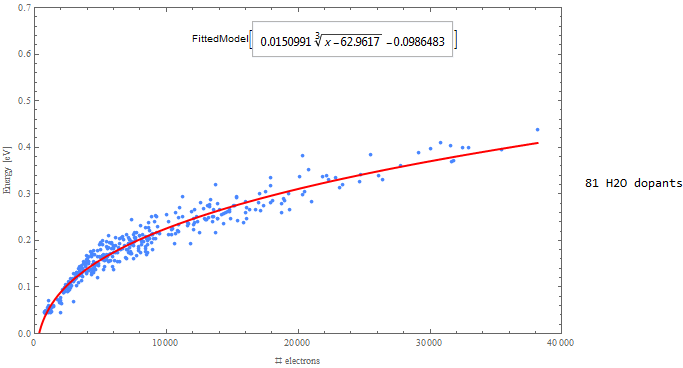 0.7
FittedModel[ 0.0150991 ∛(x−62.9617) −0.0986483 ]
0.6
0.5
0.4
Energy [eV]
81 H2O dopants
0.3
0.2
0.1
0.0
0 10000 20000 30000 40000
# electrons